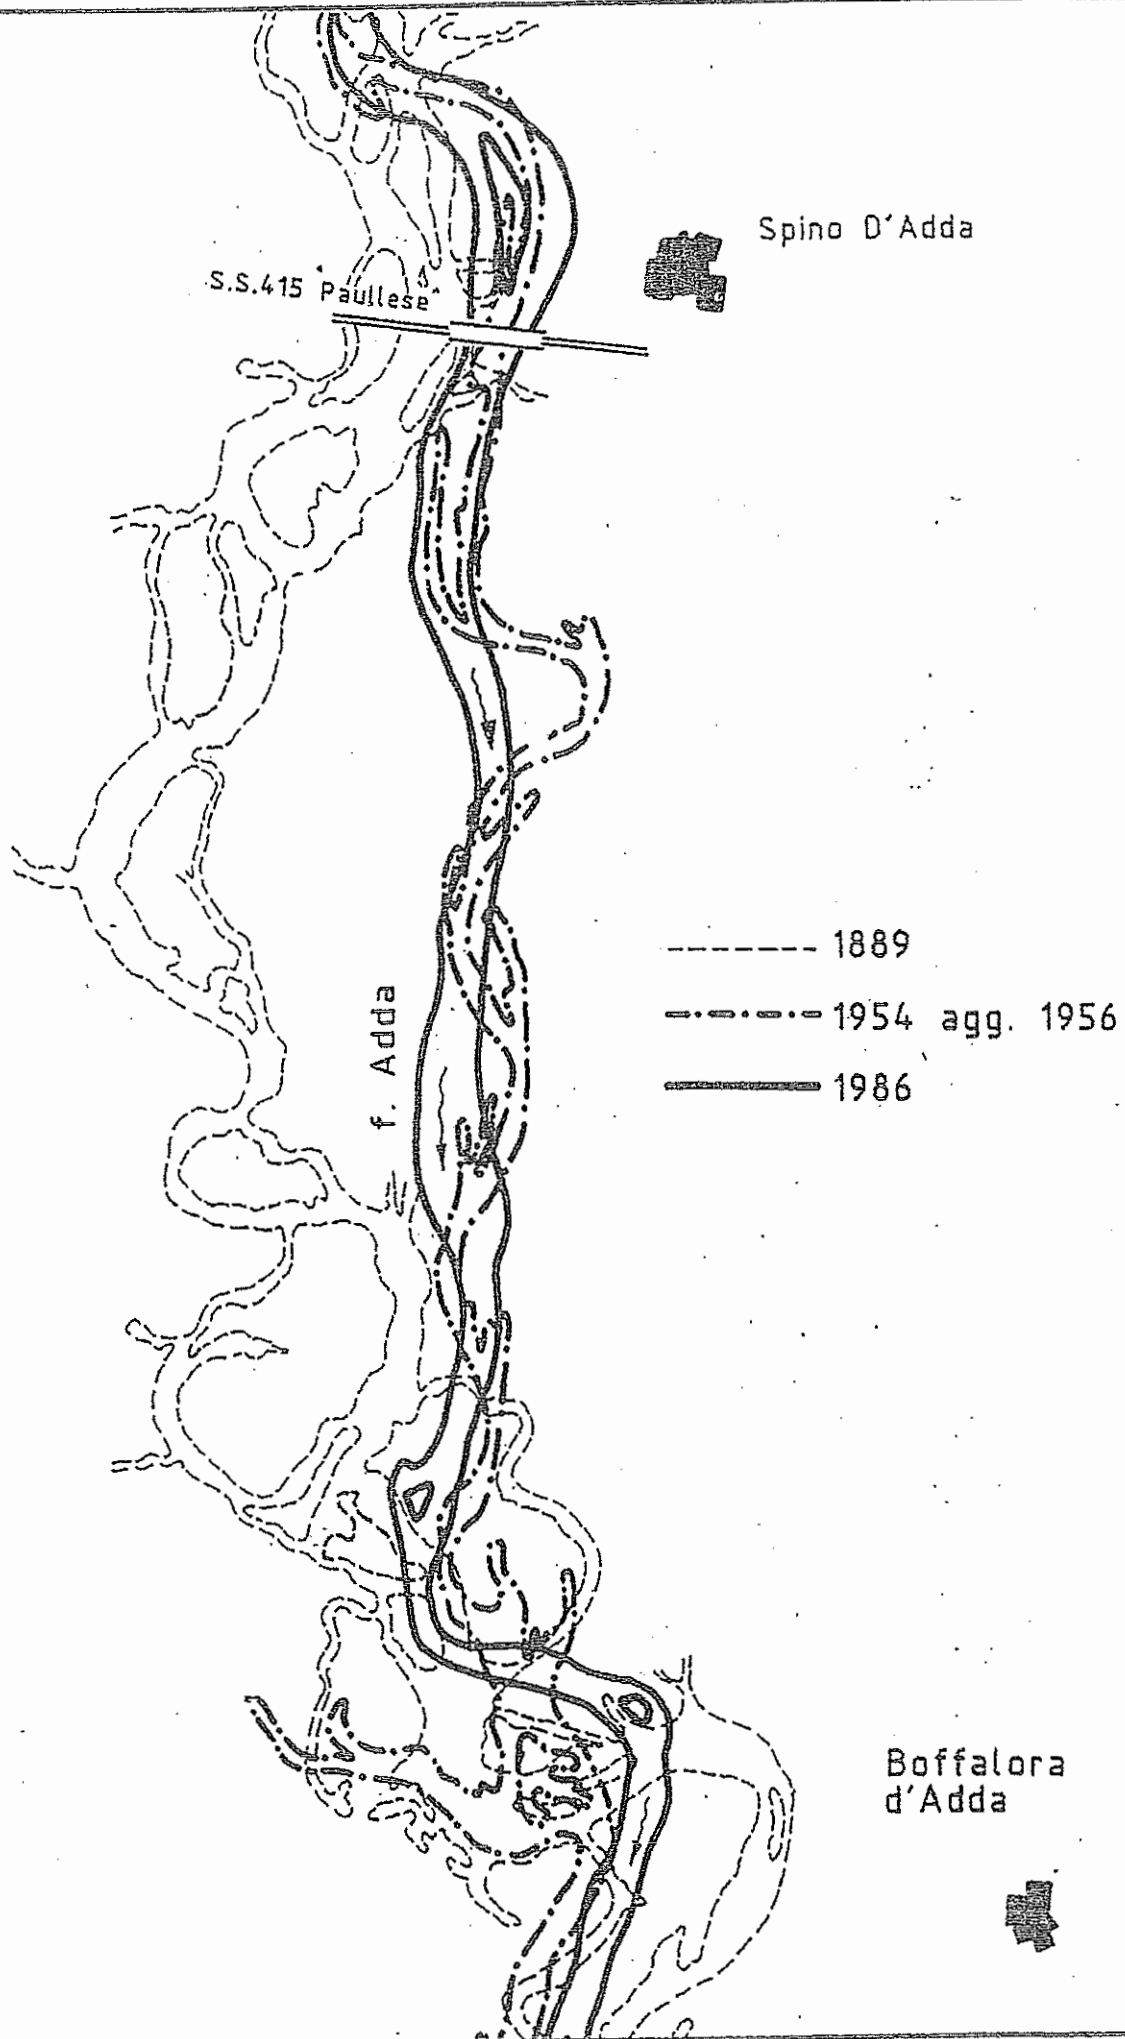 Spino D'Adda
S.S.415 "Paullese"
f. Adda
1889
1954 agg. 1956
1986
Boffalora
d'Adda